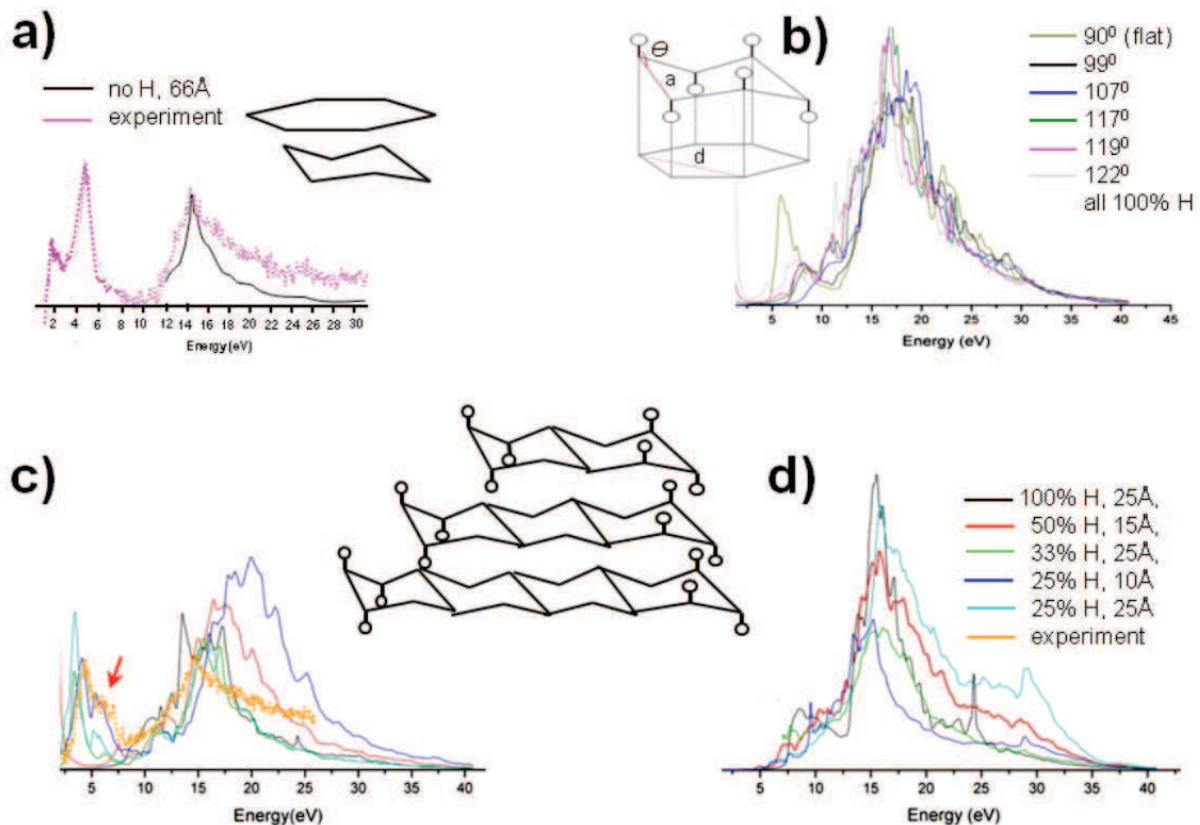 a)
no H, 66Å
experiment
2 4 6 8 10 12 14 16 18 20 22 24 26 28 30
Energy(eV)
b)
Θ
a
d
90⁰ (flat)
99⁰
107⁰
117⁰
119⁰
122⁰
all 100% H
5 10 15 20 25 30 35 40 45
Energy (eV)
c)
5 10 15 20 25 30 35 40
Energy(eV)
d)
100% H, 25Å,
50% H, 15Å,
33% H, 25Å,
25% H, 10Å
25% H, 25Å
experiment
5 10 15 20 25 30 35 40
Energy (eV)